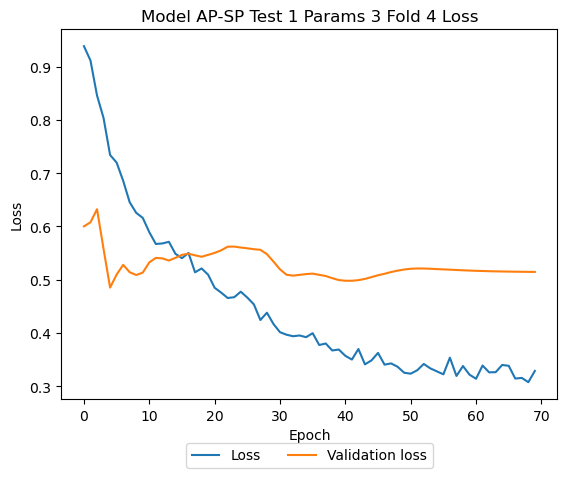 Model AP-SP Test 1 Params 3 Fold 4 Loss
0.9
0.8
0.7
0.6
0.5
0.4
0.3
Loss
0 10 20 30 40 50 60 70
Epoch
Loss Validation loss